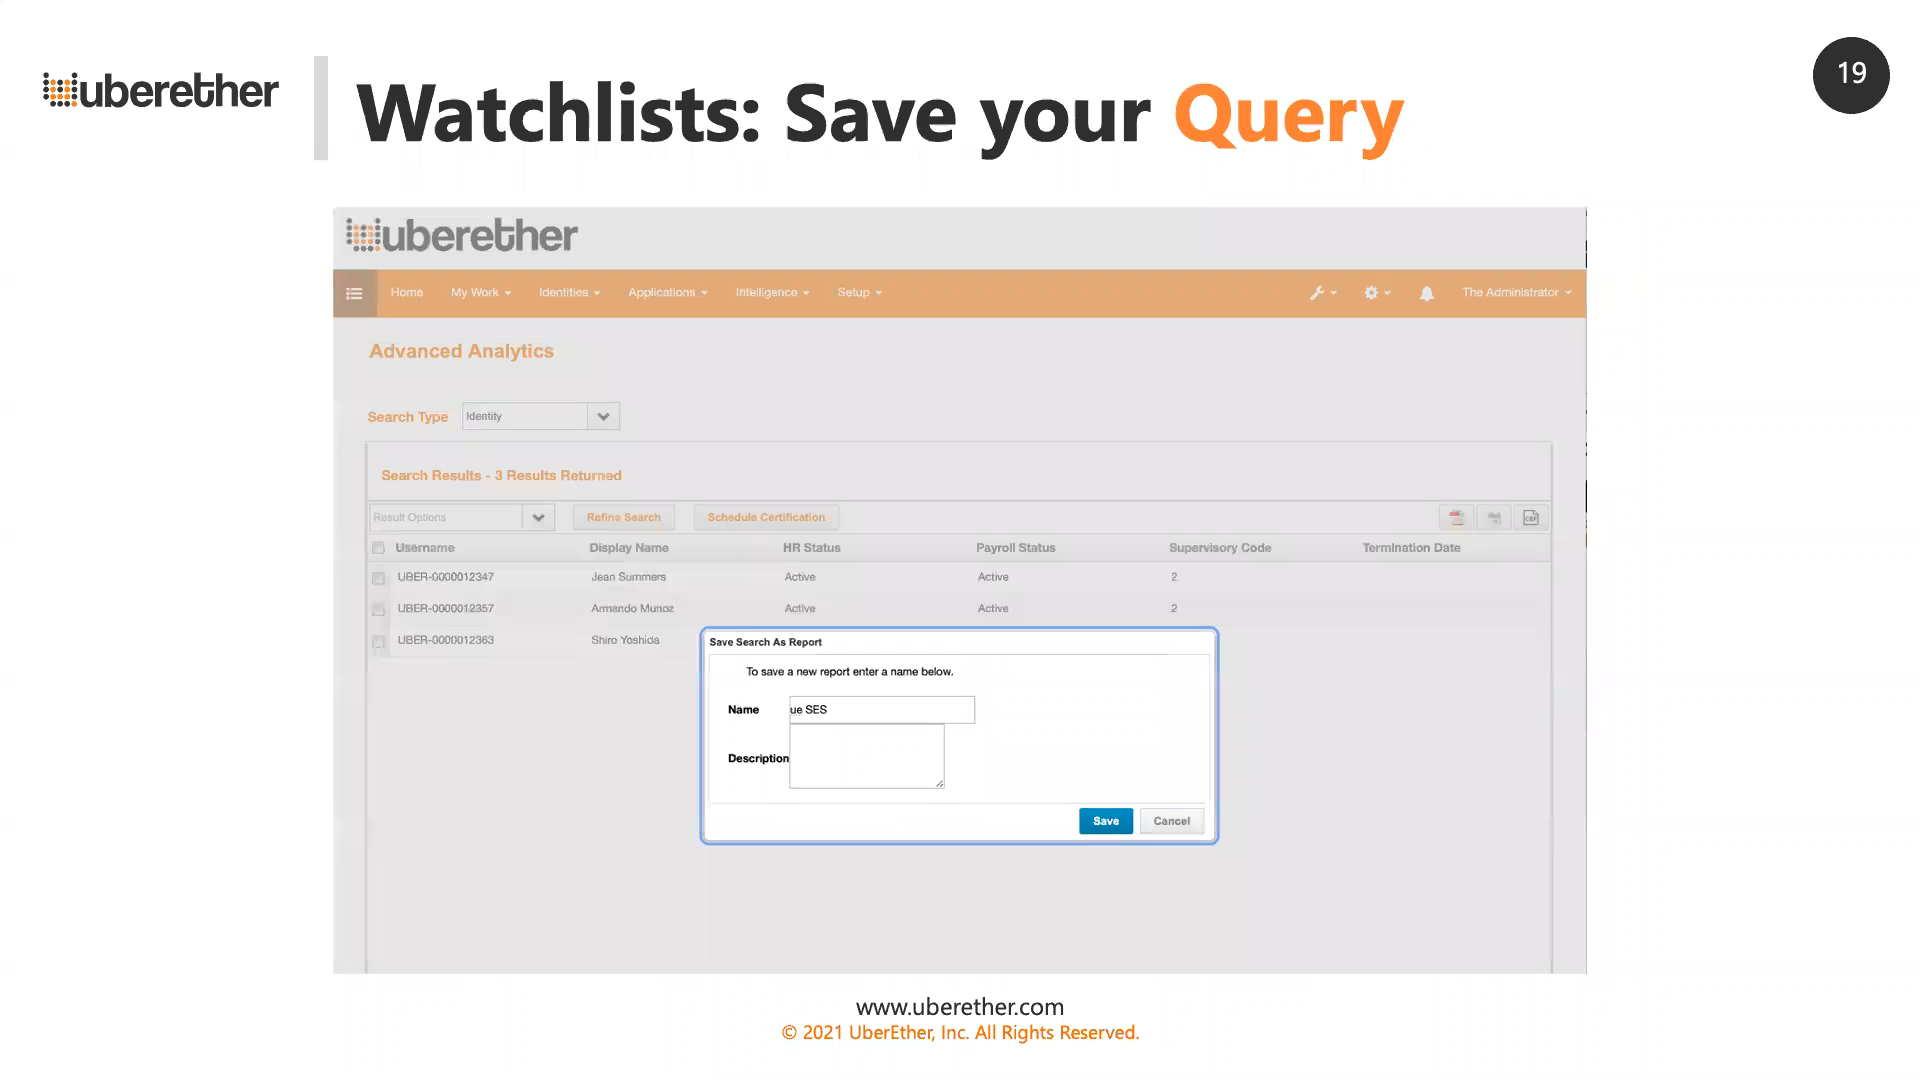 uberether
Watchlists: Save your Query
19
uberether
Home My Work Identities Applications Intelligence Setup The Administrator
Advanced Analytics
Search Type Identity
Search Results - 3 Results Returned
Result Options Refine Search Schedule Certification CEF
Username Display Name HR Status Payroll Status Supervisory Code Termination Date
UBER-0000012347 Jean Summers Active Active 2
UBER-0000012357 Armando Munoz Active Active 2
UBER-0000012363 Shiro Yoshida
Save Search As Report
To save a new report enter a name below.
Name ue SES
Description
Save Cancel
www.uberether.com
© 2021 UberEther, Inc. All Rights Reserved.